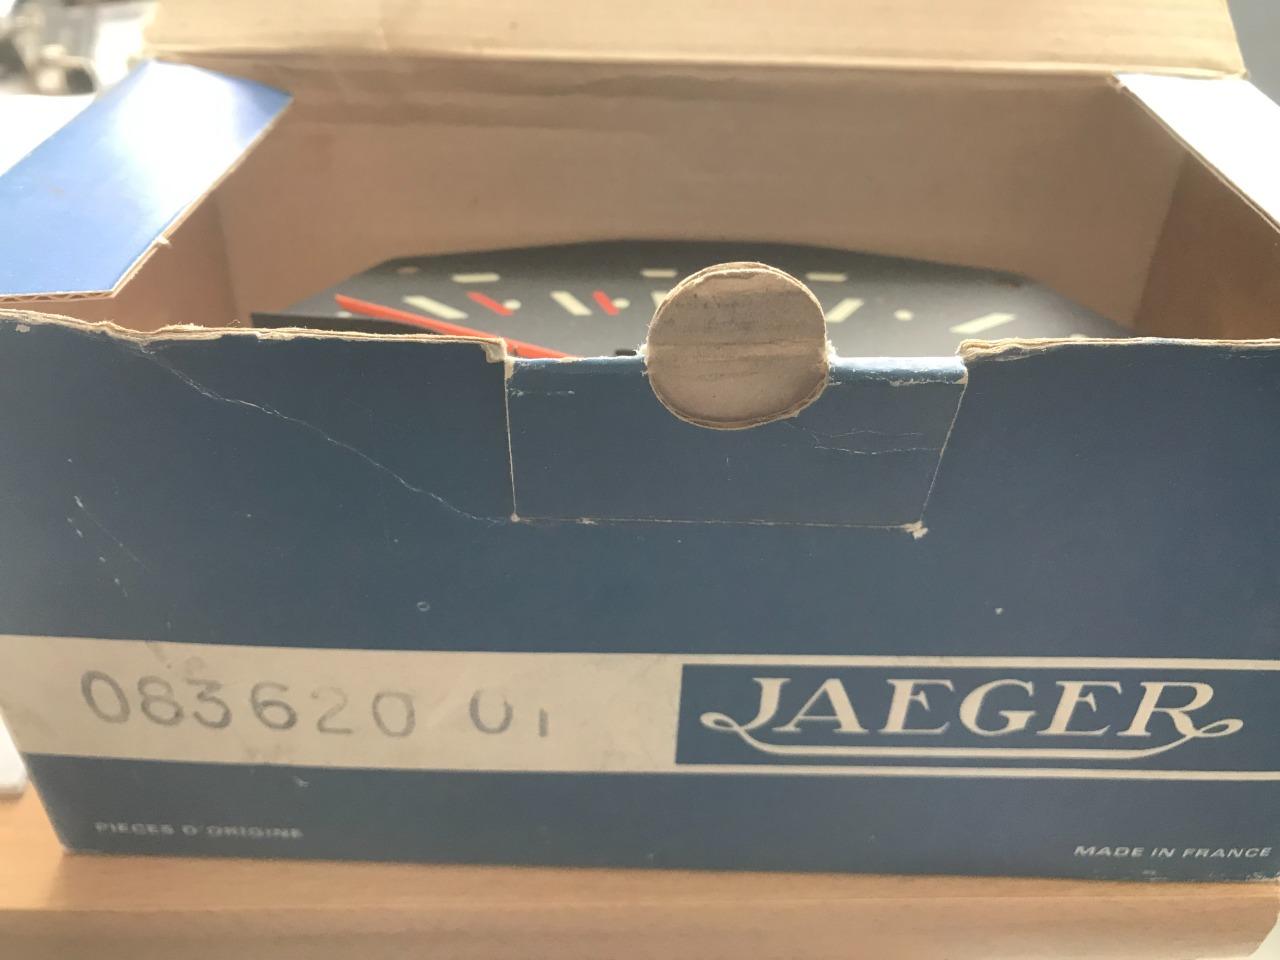 083620 01
JAEGER
PIECES D'ORIGINE
MADE IN FRANCE